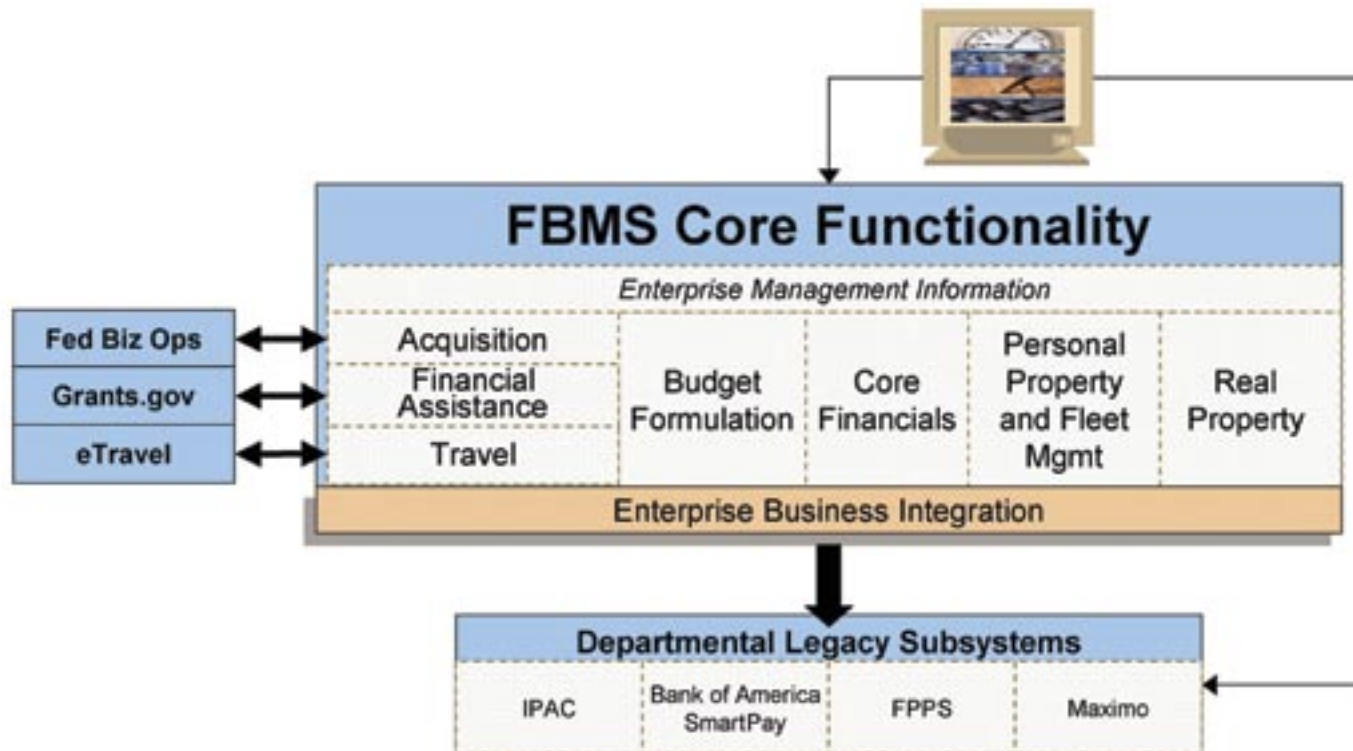 FBMS Core Functionality
Enterprise Management Information
Fed Biz Ops
Grants.gov
eTravel
Acquisition
Financial
Assistance
Travel
Budget
Formulation
Core
Financials
Personal
Property
and Fleet
Mgmt
Real
Property
Enterprise Business Integration
Departmental Legacy Subsystems
IPAC
Bank of America
SmartPay
FPPS
Maximo